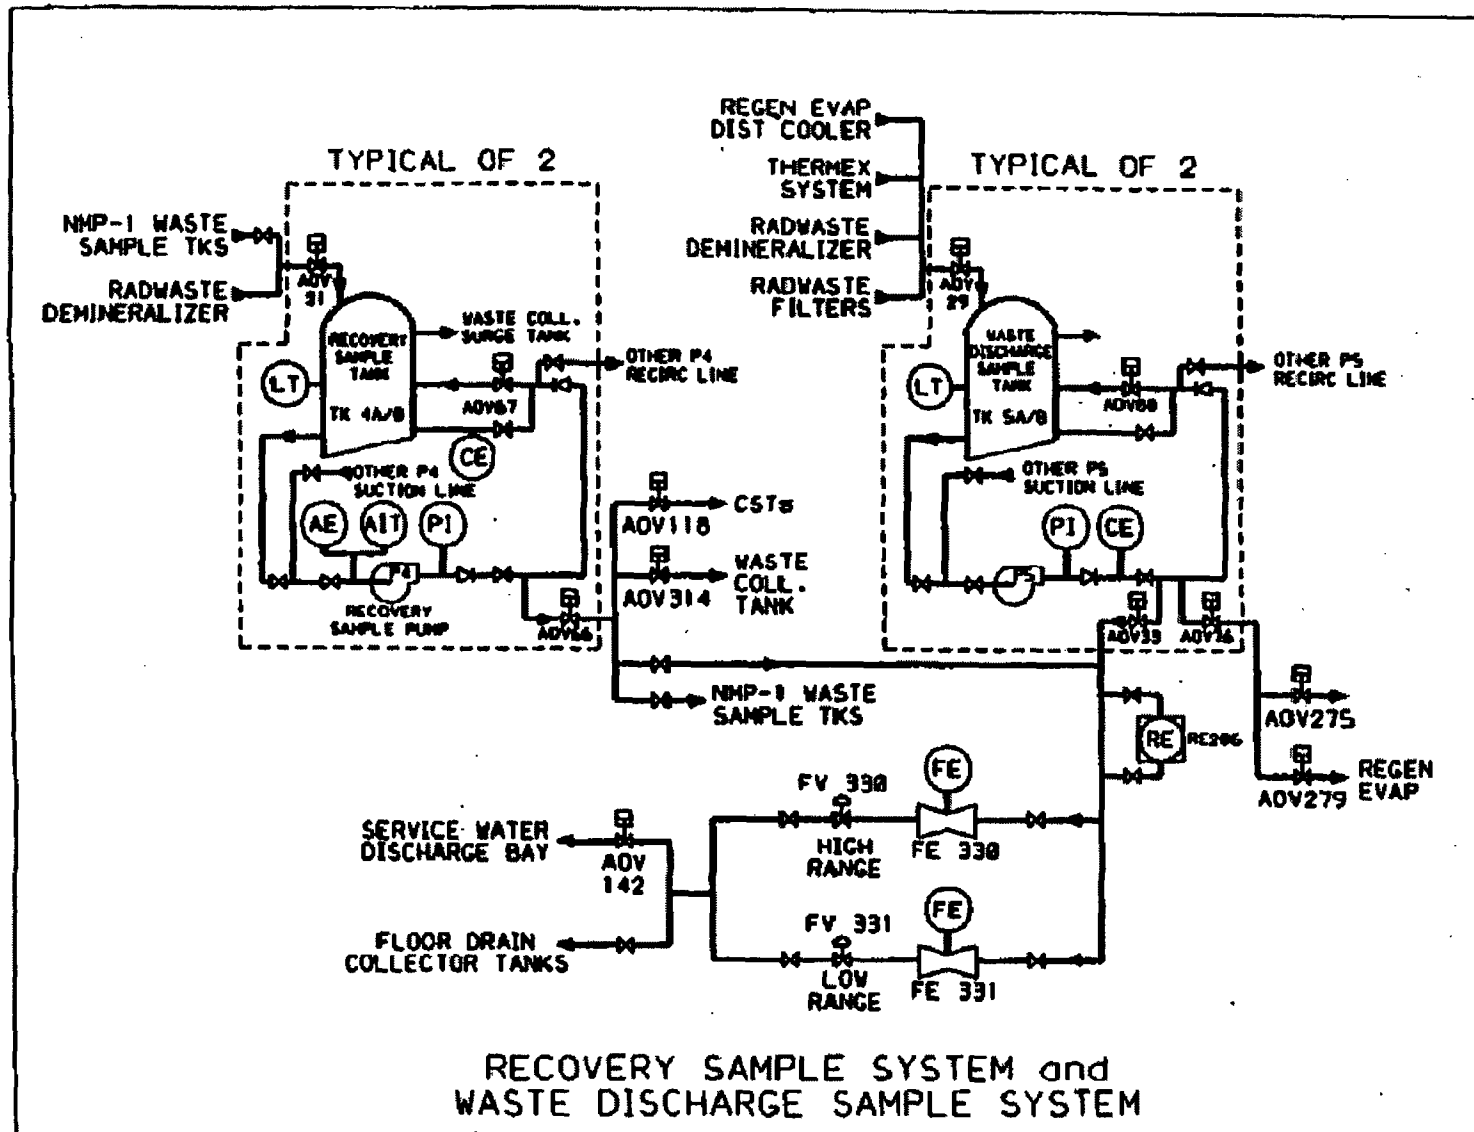 REGEN EVAP
DIST COOLER
TYPICAL OF 2
TYPICAL OF 2
THERMEX
SYSTEM
NMP-1 WASTE
SAMPLE TKS
RADWASTE
DEMINERALIZER
RADWASTE
DEMINERALIZER
RADWASTE
FILTERS
AOV
31
AOV
29
RECOVERY
SAMPLE
TANK
TK 4A/B
WASTE COLL.
SURGE TANK
OTHER P4
RECIRC LINE
LT
AOV67
CE
OTHER P4
SUCTION LINE
AE
AIT
PI
P4
RECOVERY
SAMPLE PUMP
AOV66
WASTE
DISCHARGE
SAMPLE
TANK
TK 5A/B
OTHER P5
RECIRC LINE
LT
OTHER P5
SUCTION LINE
PI
CE
P5
AOV33
AOV118
CSTs
AOV314
WASTE
COLL.
TANK
NMP-1 WASTE
SAMPLE TKS
RE
AOV275
AOV279
REGEN
EVAP
FV 330
FE
HIGH
RANGE
FE 330
SERVICE WATER
DISCHARGE BAY
AOV
142
FV 331
FE
LOW
RANGE
FE 331
FLOOR DRAIN
COLLECTOR TANKS
RECOVERY SAMPLE SYSTEM and
WASTE DISCHARGE SAMPLE SYSTEM